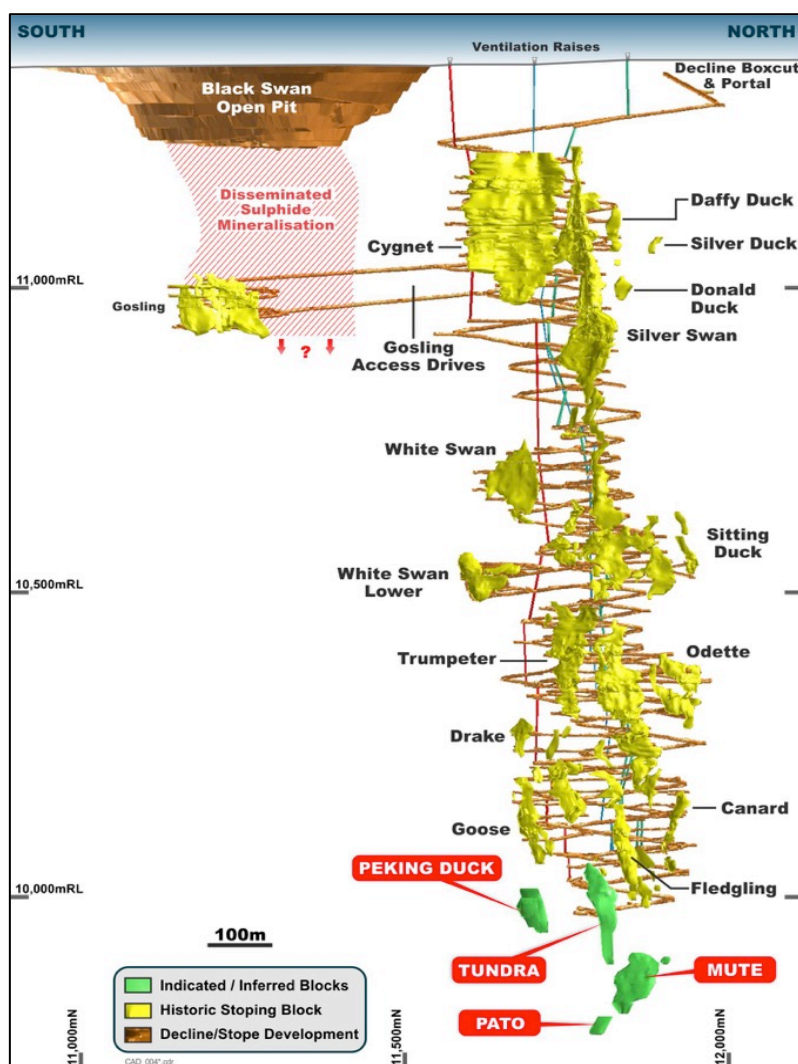 SOUTH
NORTH
Ventilation Raises
Decline Boxcut
& Portal
Black Swan
Open Pit
Disseminated
Sulphide
Mineralisation
Daffy Duck
Cygnet
Silver Duck
11,000mRL
Gosling
Donald
Duck
Gosling
Access Drives
Silver Swan
?
White Swan
Sitting
Duck
White Swan
Lower
10,500mRL
Trumpeter
Odette
Drake
Goose
Canard
PEKING DUCK
10,000mRL
Fledgling
100m
TUNDRA
MUTE
PATO
Indicated / Inferred Blocks
Historic Stoping Block
Decline/Stope Development
11,000mN
11,500mN
12,000mN
CAD_004*.cdr